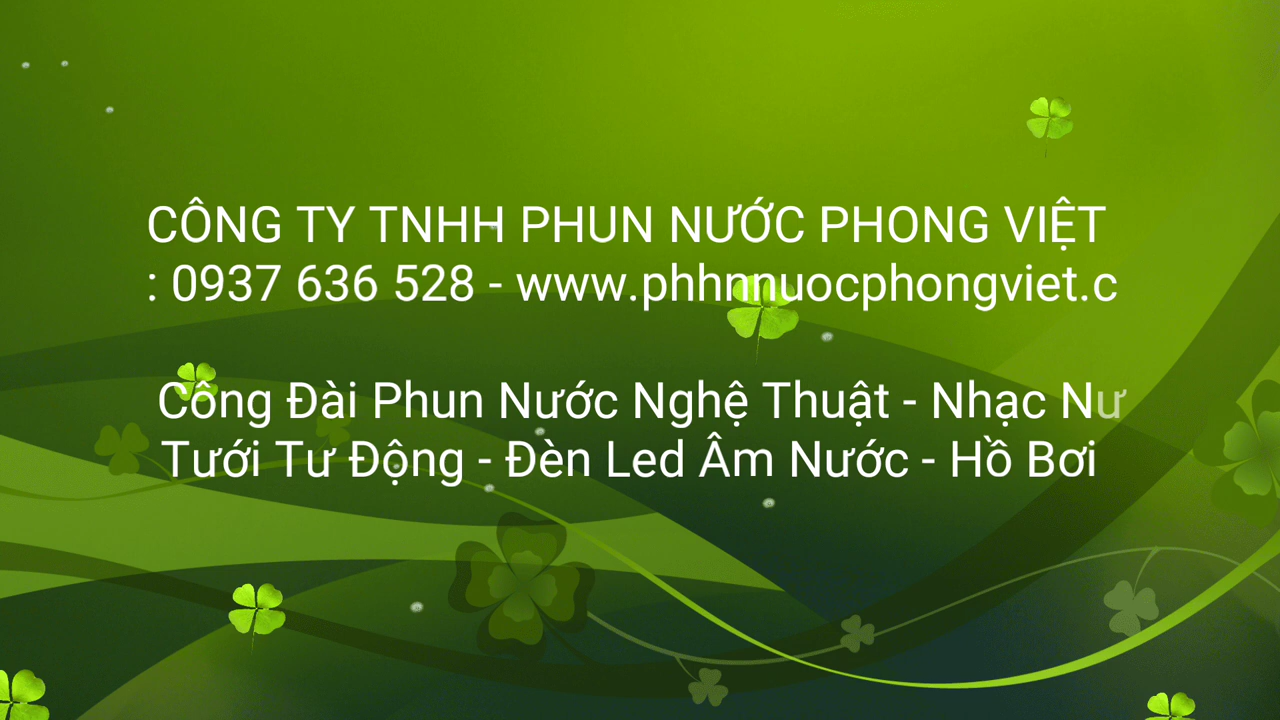 CÔNG TY TNHH PHUN NƯỚC PHONG VIỆT
: 0937 636 528 - www.phhnnuocphongviet.c
Công Đài Phun Nước Nghệ Thuật - Nhạc Nư
Tưới Tư Động - Đèn Led Âm Nước - Hồ Bơi